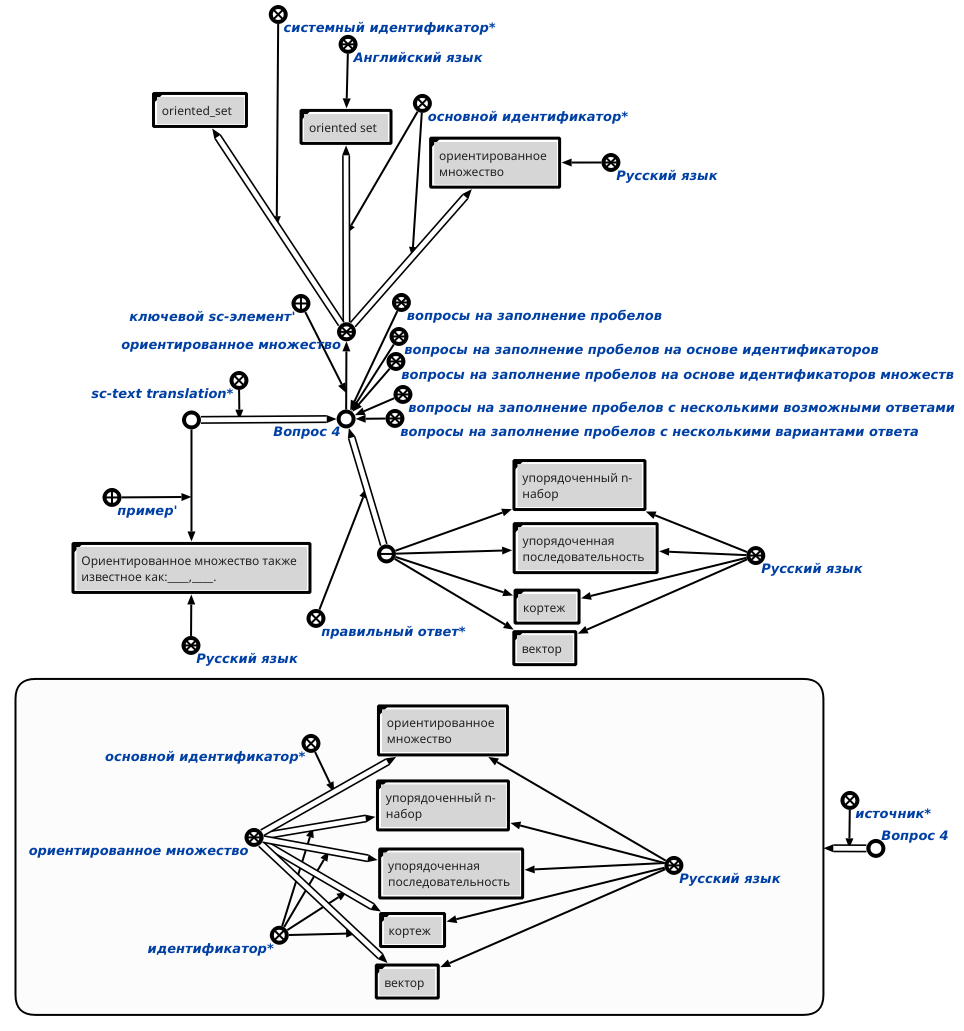 системный идентификатор*
Английский язык
oriented_set
oriented set
основной идентификатор*
ориентированное
множество
Русский язык
ключевой sc-элемент'
вопросы на заполнение пробелов
ориентированное множество
вопросы на заполнение пробелов на основе идентификаторов
вопросы на заполнение пробелов на основе идентификаторов множеств
sc-text translation*
вопросы на заполнение пробелов с несколькими возможными ответами
Вопрос 4
вопросы на заполнение пробелов с несколькими вариантами ответа
упорядоченный n-
набор
пример'
упорядоченная
последовательность
Ориентированное множество также
известное как:____,____.
Русский язык
кортеж
правильный ответ*
вектор
Русский язык
ориентированное
множество
основной идентификатор*
упорядоченный n-
набор
источник*
Вопрос 4
ориентированное множество
упорядоченная
последовательность
Русский язык
кортеж
идентификатор*
вектор